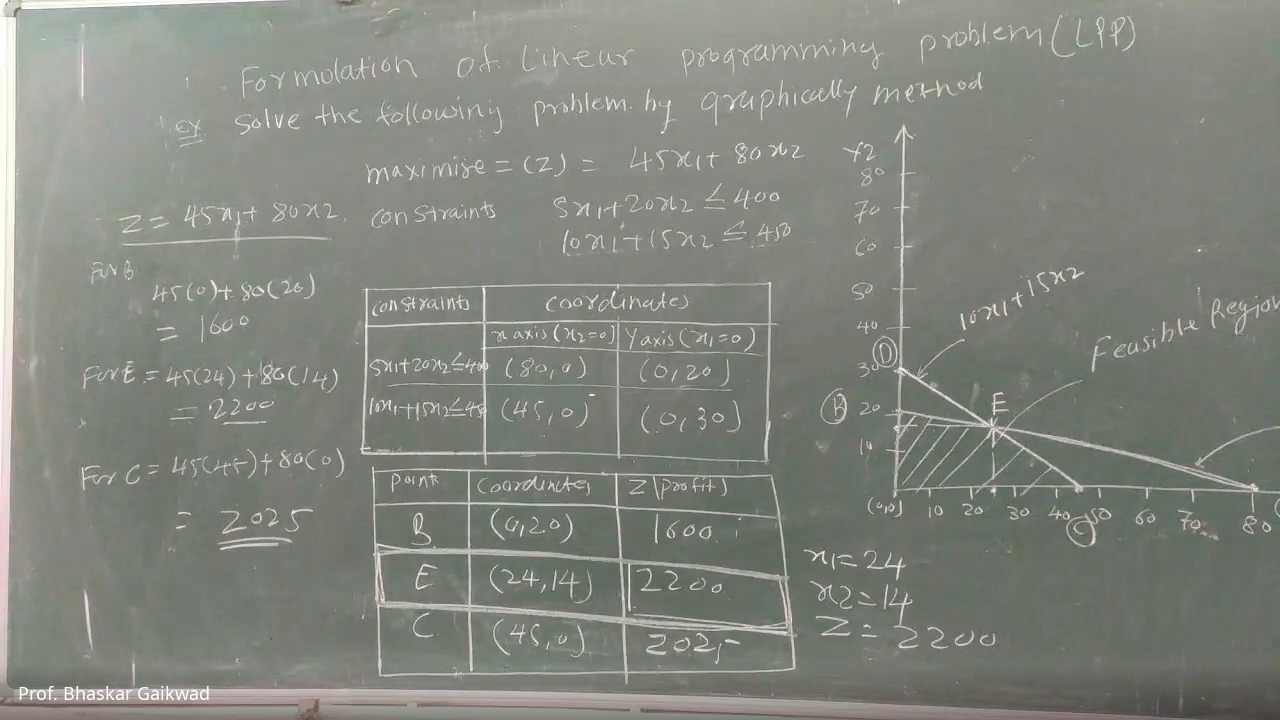 Formulation of Linear programming problem (LPP)
ex solve the following problem by graphically method
maximise = (Z) = 45x1 + 80x2
constraints 5x1+20x2 ≤ 400
10x1+15x2 ≤ 450
Z = 45x1 + 80x2.
For B
45(0) + 80(20)
= 1600
For E = 45(24) + 80(14)
= 2200
For C = 45(45) + 80(0)
= 2025
constraints coordinates
x axis (x2=0) Y axis (x1=0)
5x1+20x2≤400 (80,0) (0,20)
10x1+15x2≤45 (45,0) (0,30)
point coordinates Z (profit)
B (0,20) 1600
E (24,14) 2200
C (45,0) 2025
x2
80
70
60
50
40
D 30
B 20
10
(0,0) 10 20 30 40 50 60 70 80
C
E
10x1+15x2
Feasible Region
x1=24
x2=14
Z = 2200
Prof. Bhaskar Gaikwad